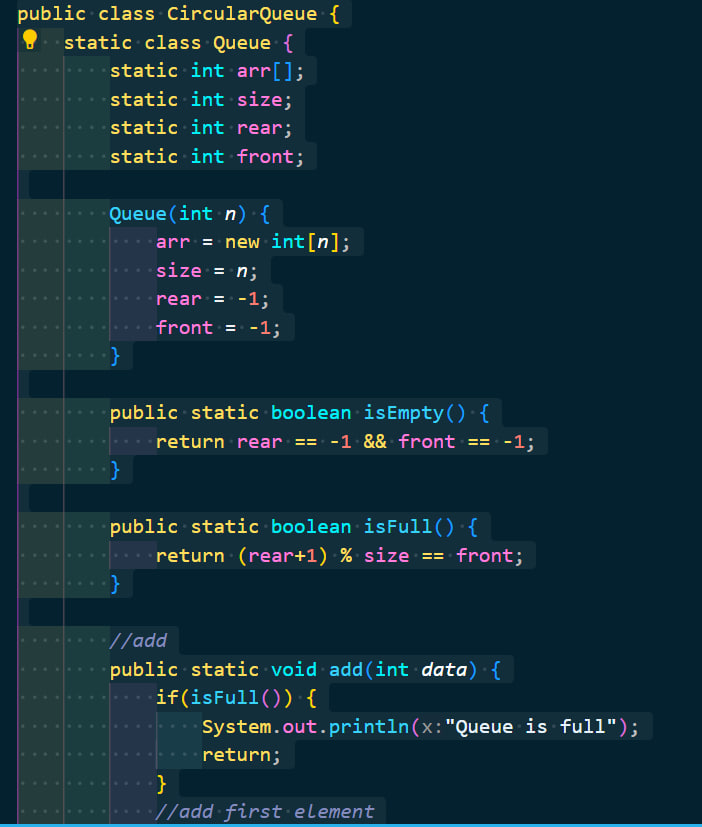 public class CircularQueue {
    static class Queue {
        static int arr[];
        static int size;
        static int rear;
        static int front;

        Queue(int n) {
            arr = new int[n];
            size = n;
            rear = -1;
            front = -1;
        }

        public static boolean isEmpty() {
            return rear == -1 && front == -1;
        }

        public static boolean isFull() {
            return (rear+1) % size == front;
        }

        //add
        public static void add(int data) {
            if(isFull()) {
                System.out.println(x:"Queue is full");
                return;
            }
            //add first element